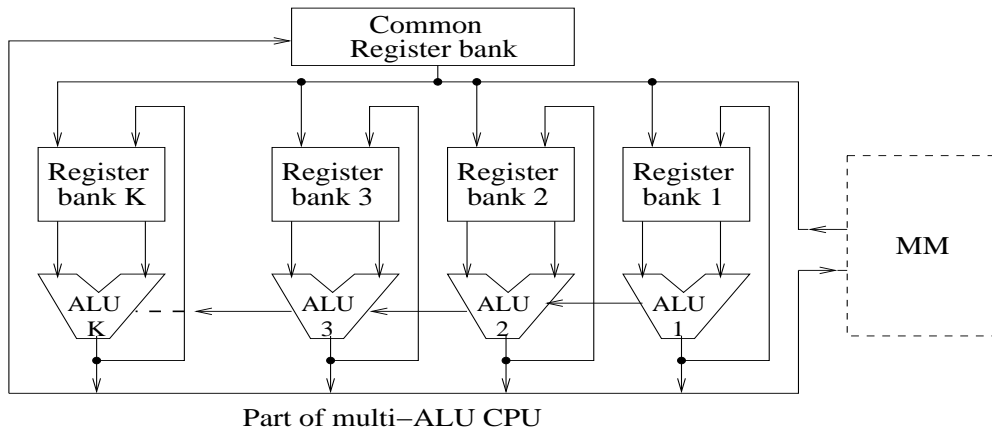 Common
Register bank
Register
bank K
Register
bank 3
Register
bank 2
Register
bank 1
MM
ALU
K
ALU
3
ALU
2
ALU
1
Part of multi−ALU CPU